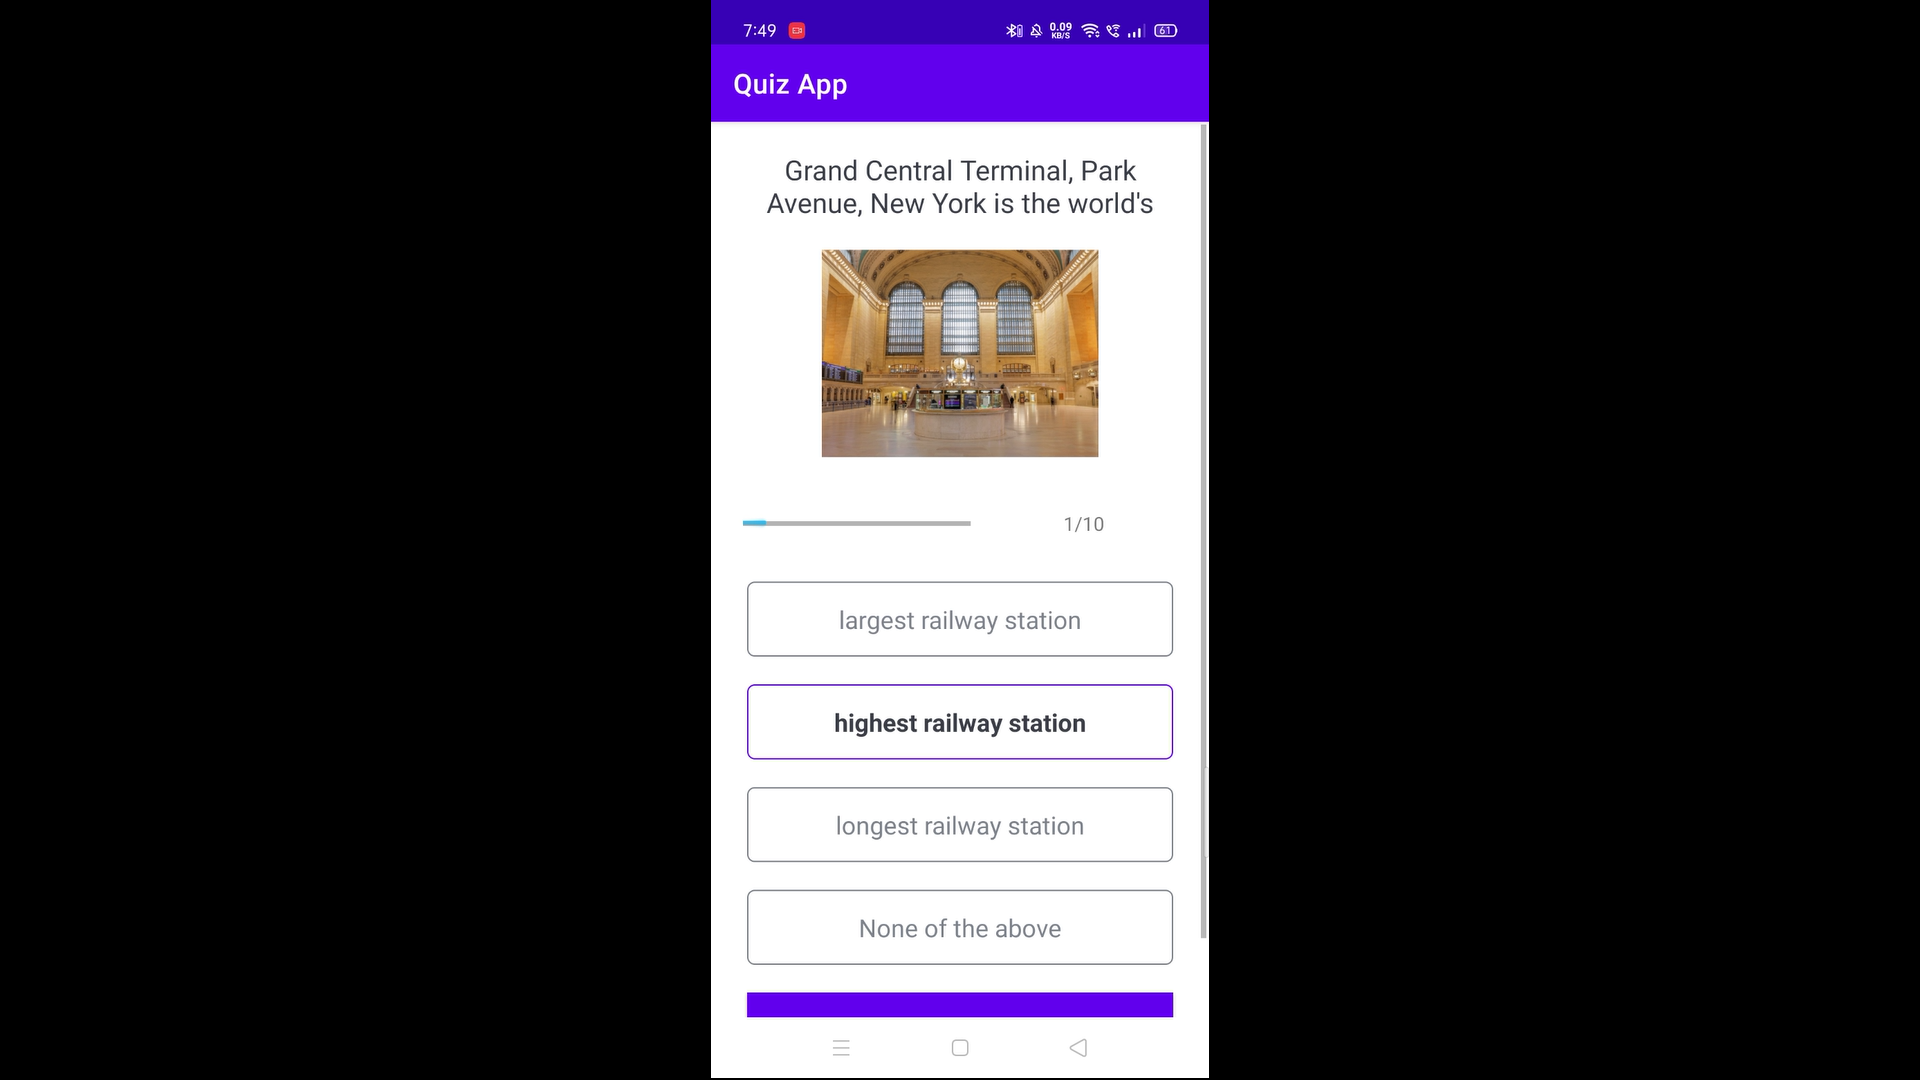 7:49
0.09
KB/S
61
Quiz App
Grand Central Terminal, Park
Avenue, New York is the world's
1/10
largest railway station
highest railway station
longest railway station
None of the above